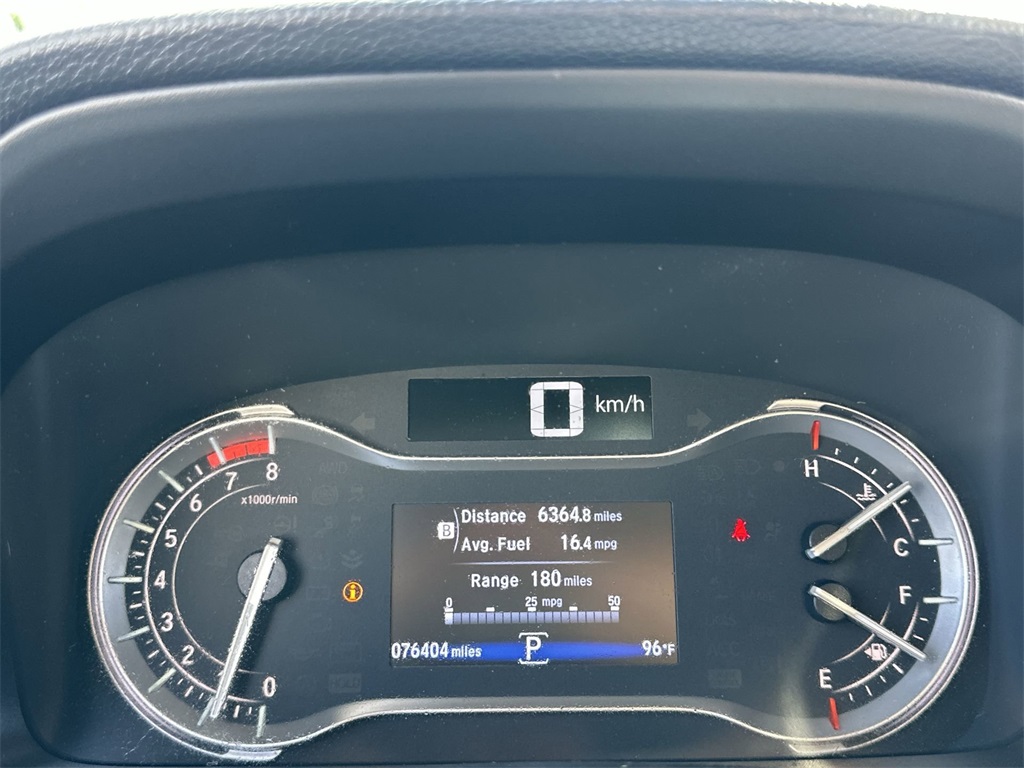 0 km/h
8
7
6
x1000r/min
5
4
3
2
0
B Distance 6364.8 miles
Avg. Fuel 16.4 mpg
Range 180 miles
0 25 mpg 50
076404 miles P 96°F
H
C
F
E